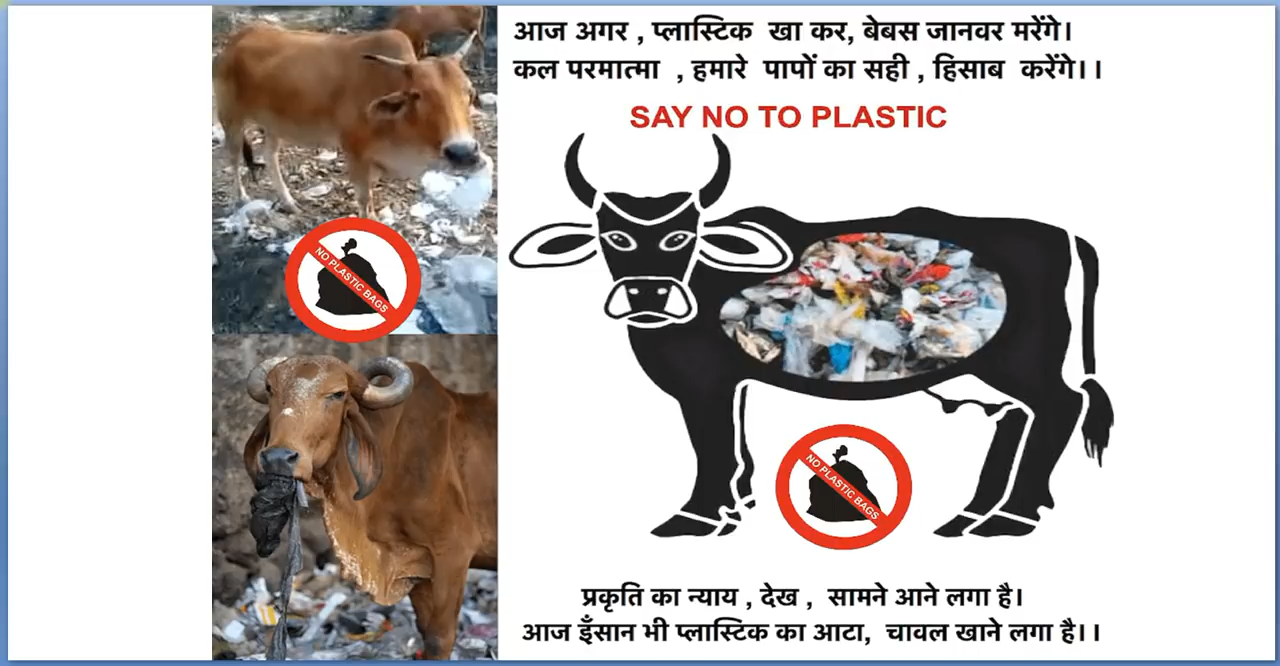 आज अगर , प्लास्टिक खा कर, बेबस जानवर मरेंगे।
कल परमात्मा , हमारे पापों का सही , हिसाब करेंगे।।
SAY NO TO PLASTIC
NO PLASTIC BAGS
NO PLASTIC BAGS
प्रकृति का न्याय , देख , सामने आने लगा है।
आज इँसान भी प्लास्टिक का आटा, चावल खाने लगा है।।